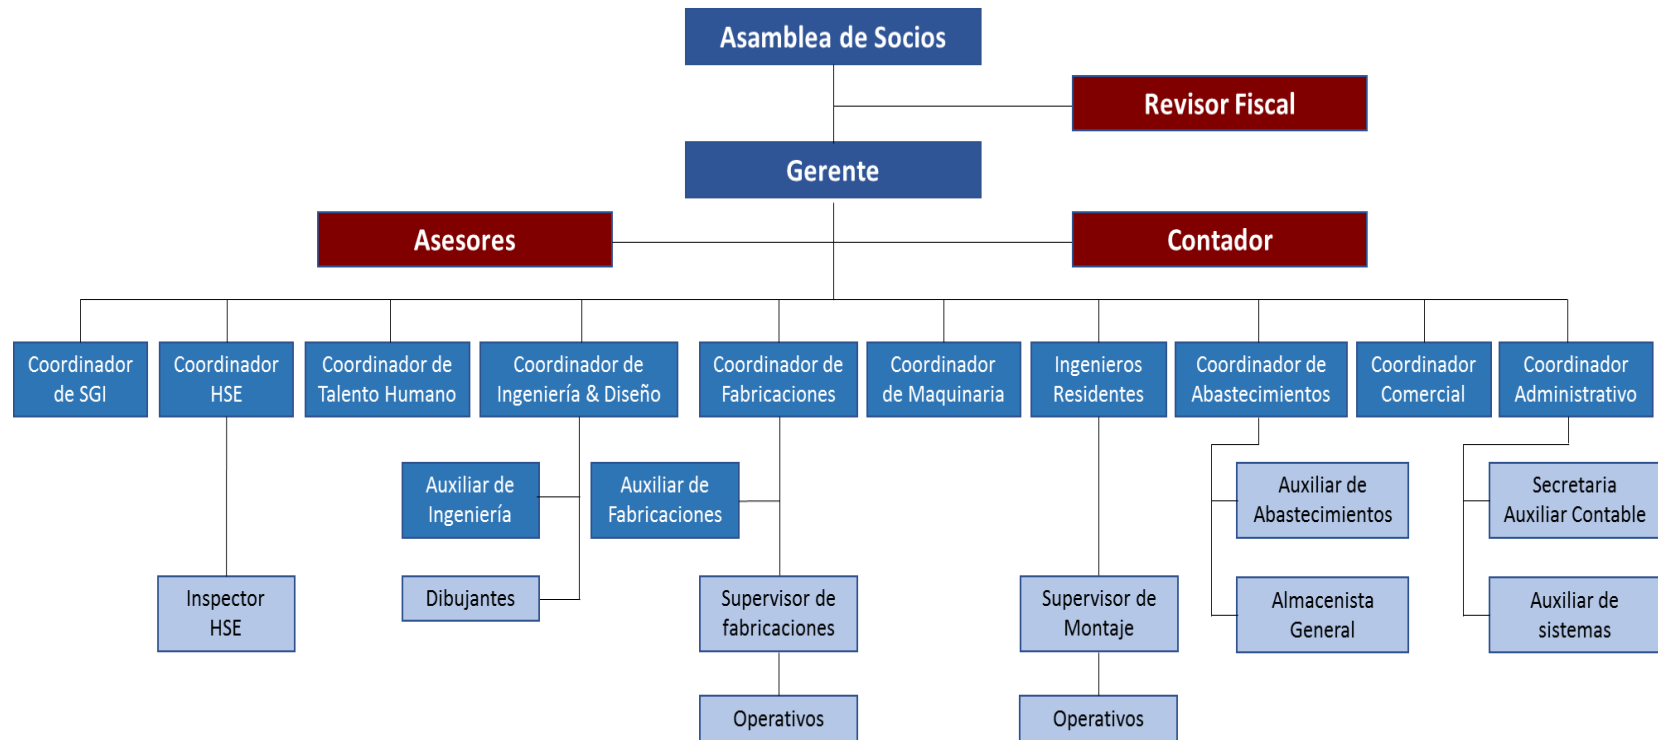 Asamblea de Socios
Revisor Fiscal
Gerente
Asesores
Contador
Coordinador
de SGI
Coordinador
HSE
Coordinador de
Talento Humano
Coordinador de
Ingeniería & Diseño
Coordinador de
Fabricaciones
Coordinador
de Maquinaria
Ingenieros
Residentes
Coordinador de
Abastecimientos
Coordinador
Comercial
Coordinador
Administrativo
Auxiliar de
Ingeniería
Auxiliar de
Fabricaciones
Auxiliar de
Abastecimientos
Secretaria
Auxiliar Contable
Inspector
HSE
Dibujantes
Supervisor de
fabricaciones
Supervisor de
Montaje
Almacenista
General
Auxiliar de
sistemas
Operativos
Operativos